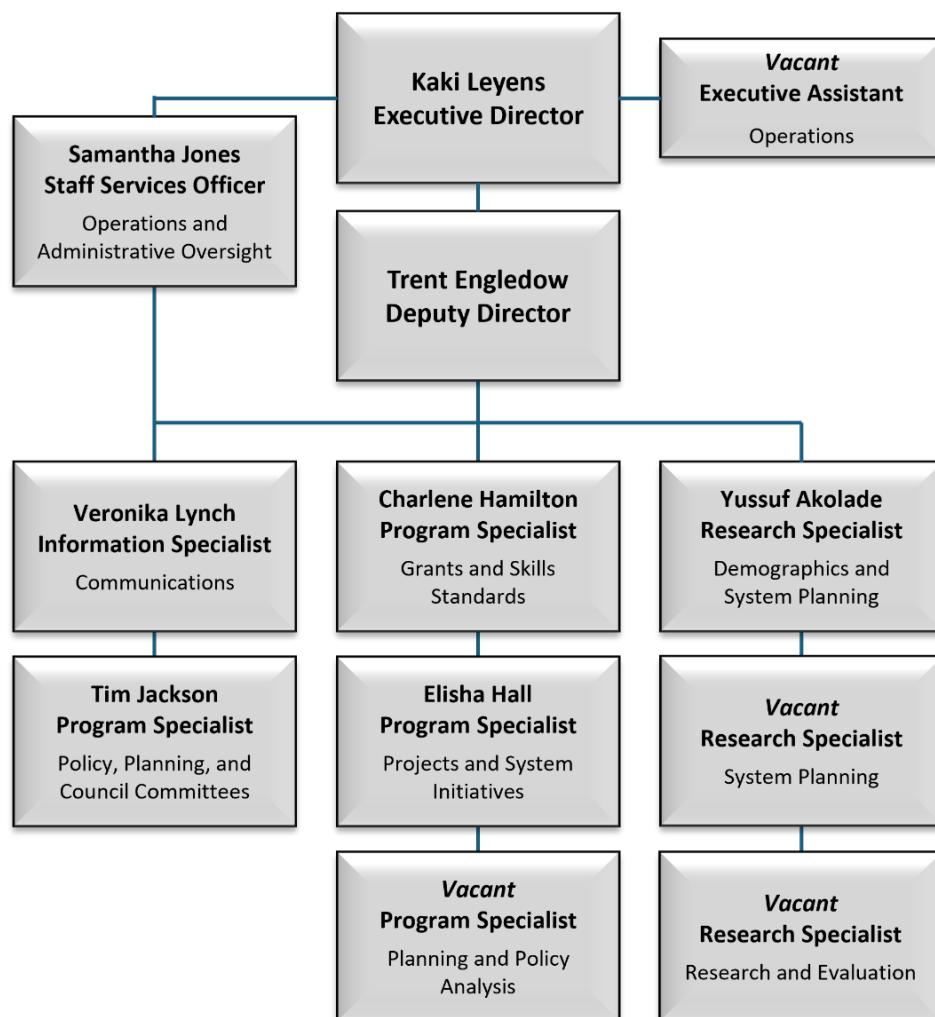 Kaki Leyens
Executive Director
Vacant
Executive Assistant
Operations
Samantha Jones
Staff Services Officer
Operations and
Administrative Oversight
Trent Engledow
Deputy Director
Veronika Lynch
Information Specialist
Communications
Charlene Hamilton
Program Specialist
Grants and Skills
Standards
Yussuf Akolade
Research Specialist
Demographics and
System Planning
Tim Jackson
Program Specialist
Policy, Planning, and
Council Committees
Elisha Hall
Program Specialist
Projects and System
Initiatives
Vacant
Research Specialist
System Planning
Vacant
Program Specialist
Planning and Policy
Analysis
Vacant
Research Specialist
Research and Evaluation